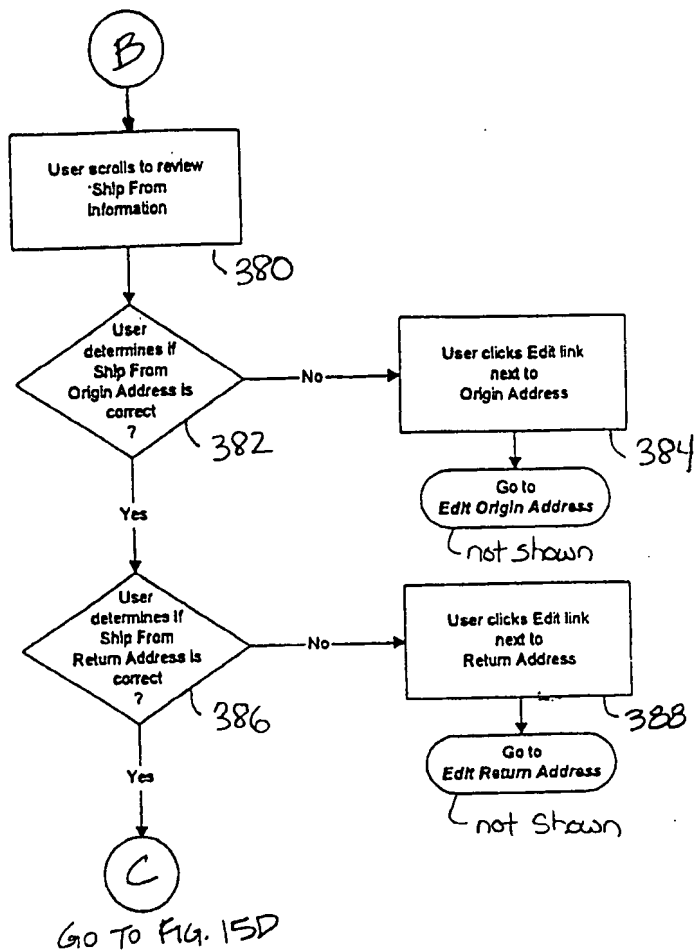 B
User scrolls to review
Ship From
Information
380
User
determines if
Ship From
Origin Address is
correct
?
382
No
User clicks Edit link
next to
Origin Address
384
Go to
Edit Origin Address
not shown
Yes
User
determines if
Ship From
Return Address is
correct
?
386
No
User clicks Edit link
next to
Return Address
388
Go to
Edit Return Address
not shown
Yes
C
GO TO FIG. 15D